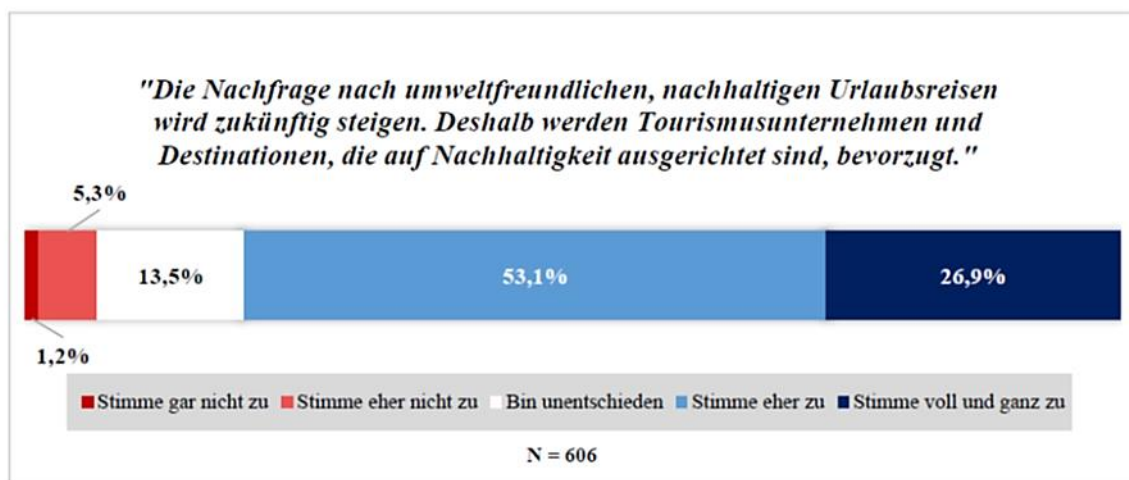 "Die Nachfrage nach umweltfreundlichen, nachhaltigen Urlaubsreisen
wird zukünftig steigen. Deshalb werden Tourismusunternehmen und
Destinationen, die auf Nachhaltigkeit ausgerichtet sind, bevorzugt."
5,3%
13,5% 53,1% 26,9%
1,2%
Stimme gar nicht zu Stimme eher nicht zu Bin unentschieden Stimme eher zu Stimme voll und ganz zu
N = 606